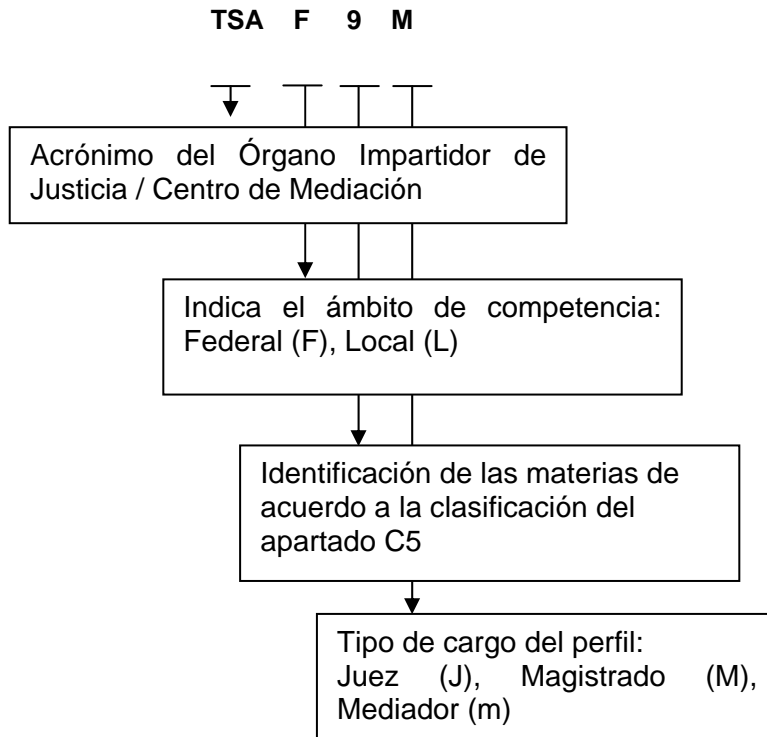 TSA F 9 M
Acrónimo del Órgano Impartidor de
Justicia / Centro de Mediación
Indica el ámbito de competencia:
Federal (F), Local (L)
Identificación de las materias de
acuerdo a la clasificación del
apartado C5
Tipo de cargo del perfil:
Juez (J), Magistrado (M),
Mediador (m)